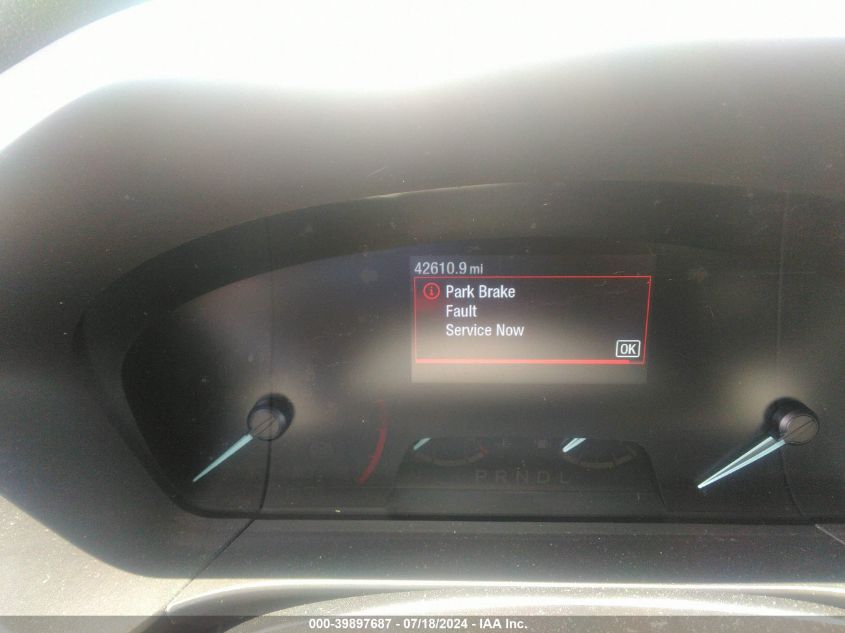 42610.9 mi
Park Brake
Fault
Service Now
OK
PRNDL
000-39897687 - 07/18/2024 - IAA Inc.